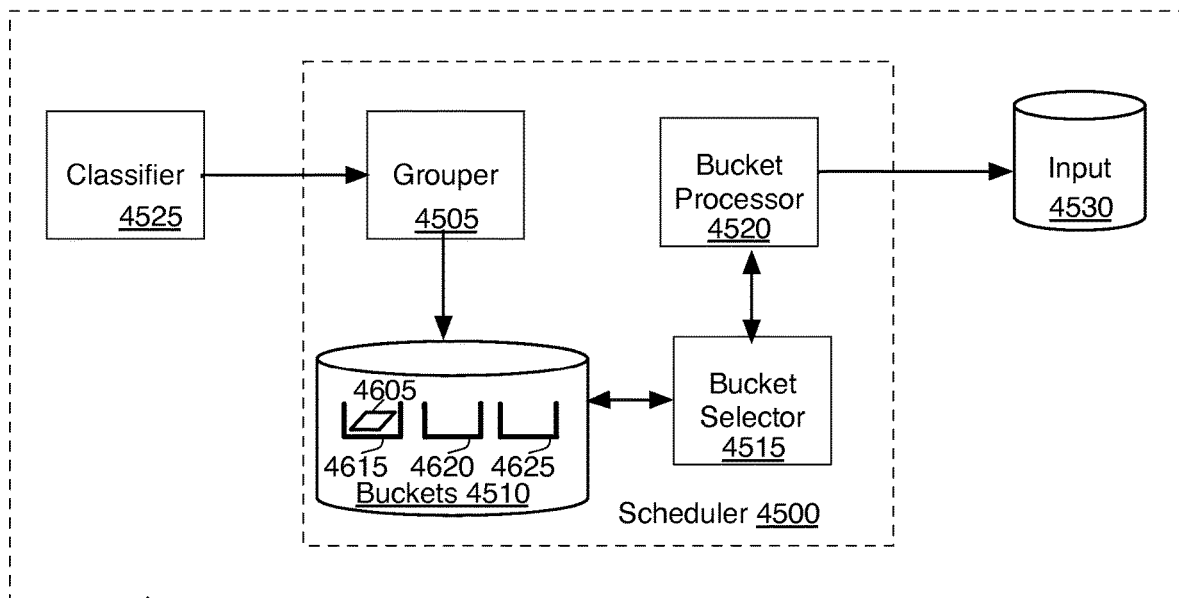 Classifier
4525
Grouper
4505
Bucket
Processor
4520
Input
4530
4605
4615 4620 4625
Buckets 4510
Bucket
Selector
4515
Scheduler 4500